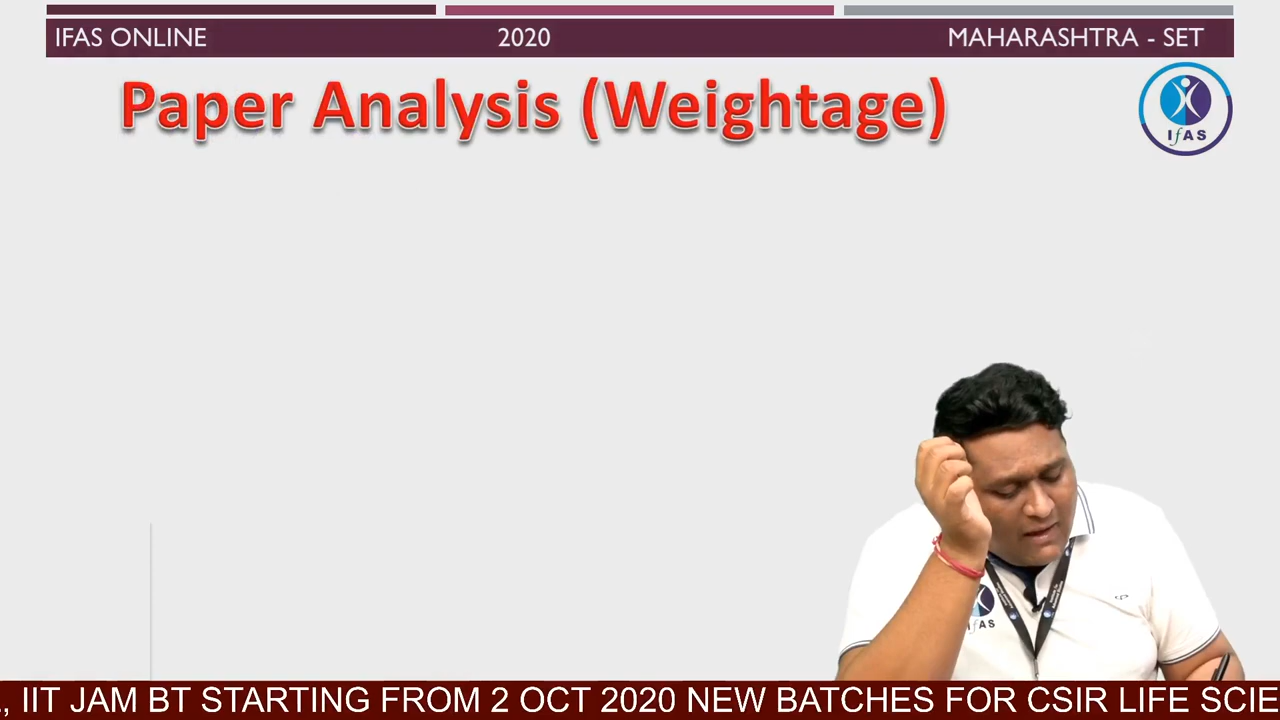 IFAS ONLINE 2020 MAHARASHTRA - SET
Paper Analysis (Weightage)
IfAS
IfAS
, IIT JAM BT STARTING FROM 2 OCT 2020 NEW BATCHES FOR CSIR LIFE SCIE